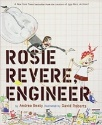 ROSIE
REVERE,
ENGINEER
by Andrea Beaty illustrated by David Roberts